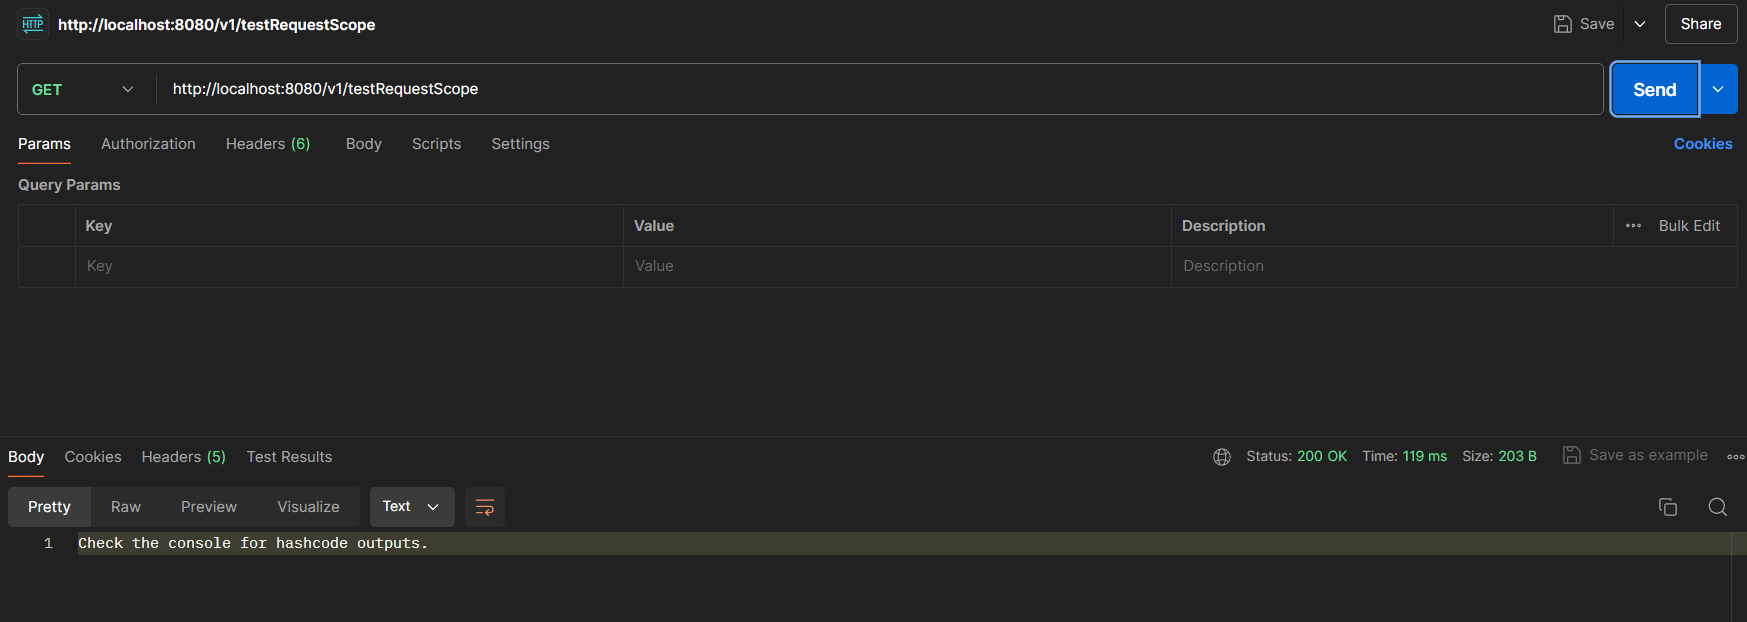 HTTP http://localhost:8080/v1/testRequestScope Save Share
GET http://localhost:8080/v1/testRequestScope Send
Params Authorization Headers (6) Body Scripts Settings Cookies
Query Params
Key Value Description Bulk Edit
Key Value Description
Body Cookies Headers (5) Test Results Status: 200 OK Time: 119 ms Size: 203 B Save as example
Pretty Raw Preview Visualize Text
1 Check the console for hashcode outputs.